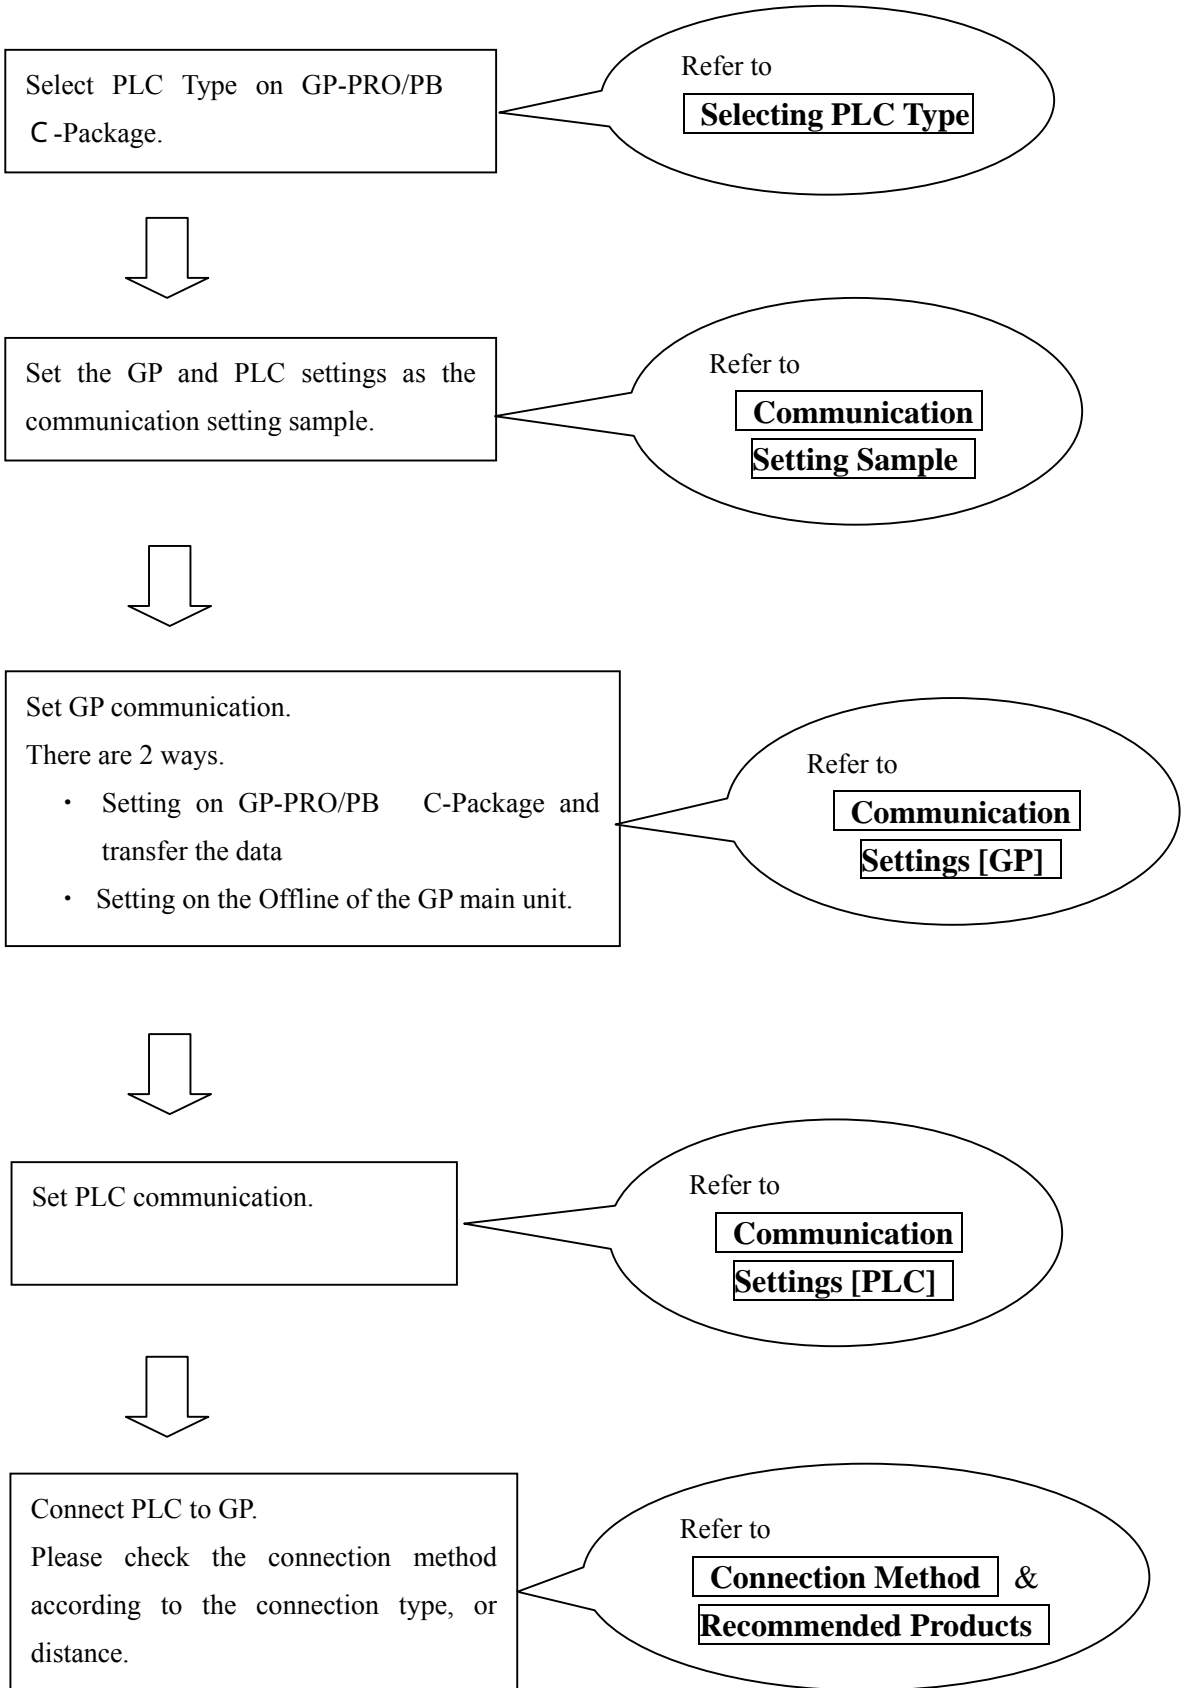 Select PLC Type on GP-PRO/PB
C -Package.
Refer to
Selecting PLC Type
Set the GP and PLC settings as the
communication setting sample.
Refer to
Communication
Setting Sample
Set GP communication.
There are 2 ways.
・ Setting on GP-PRO/PB C-Package and
transfer the data
・ Setting on the Offline of the GP main unit.
Refer to
Communication
Settings [GP]
Set PLC communication.
Refer to
Communication
Settings [PLC]
Connect PLC to GP.
Please check the connection method
according to the connection type, or
distance.
Refer to
Connection Method &
Recommended Products